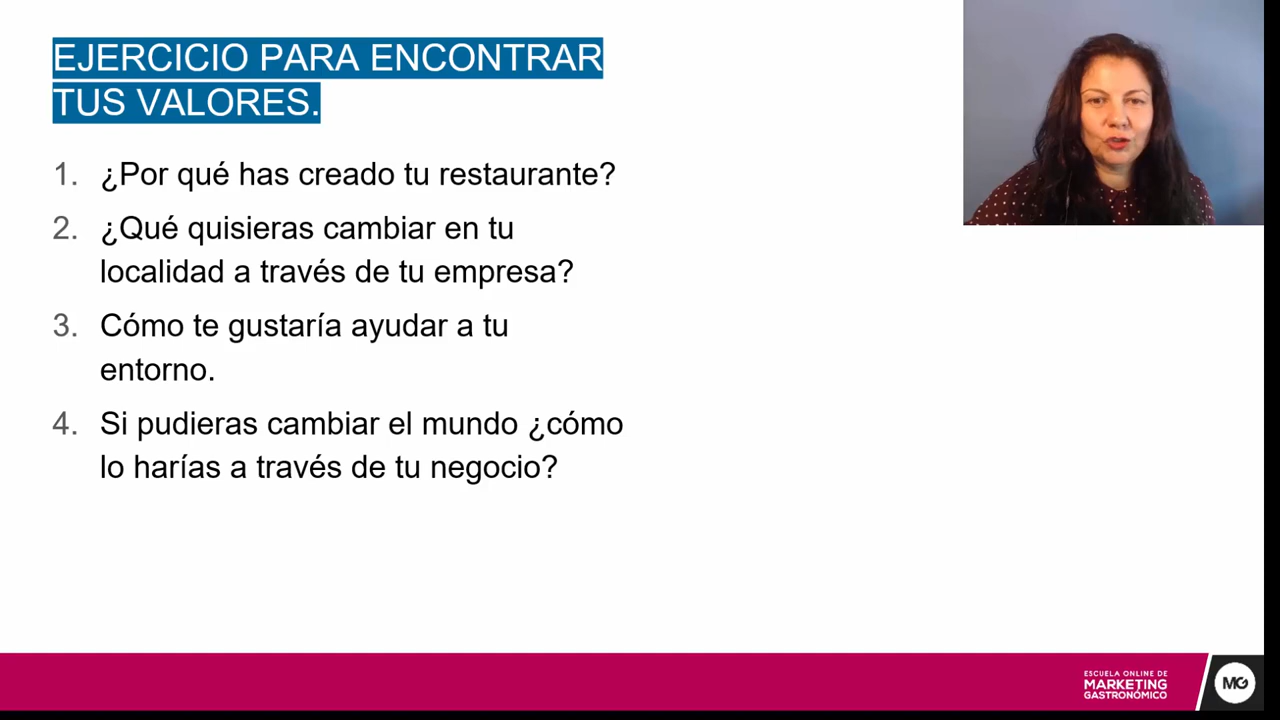 EJERCICIO PARA ENCONTRAR
TUS VALORES.
1. ¿Por qué has creado tu restaurante?
2. ¿Qué quisieras cambiar en tu
localidad a través de tu empresa?
3. Cómo te gustaría ayudar a tu
entorno.
4. Si pudieras cambiar el mundo ¿cómo
lo harías a través de tu negocio?
ESCUELA ONLINE DE
MARKETING
GASTRONÓMICO
MG